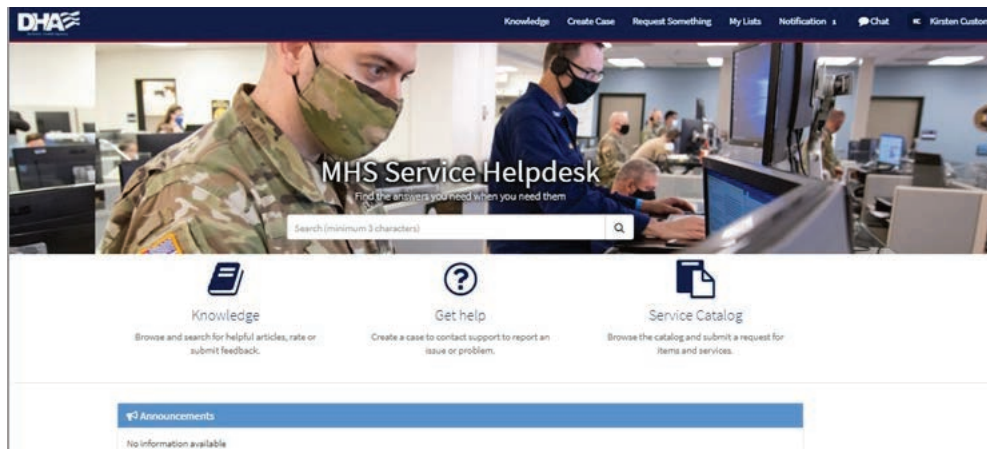 DHA
Knowledge Create Case Request Something My Lists Notification 1 Chat KC Kirsten Custom
MHS Service Helpdesk
Find the answers you need when you need them
Search (minimum 3 characters)
Knowledge
Browse and search for helpful articles, rate or
submit feedback.
Get help
Create a case to contact support to report an
issue or problem.
Service Catalog
Browse the catalog and submit a request for
items and services.
Announcements
No information available